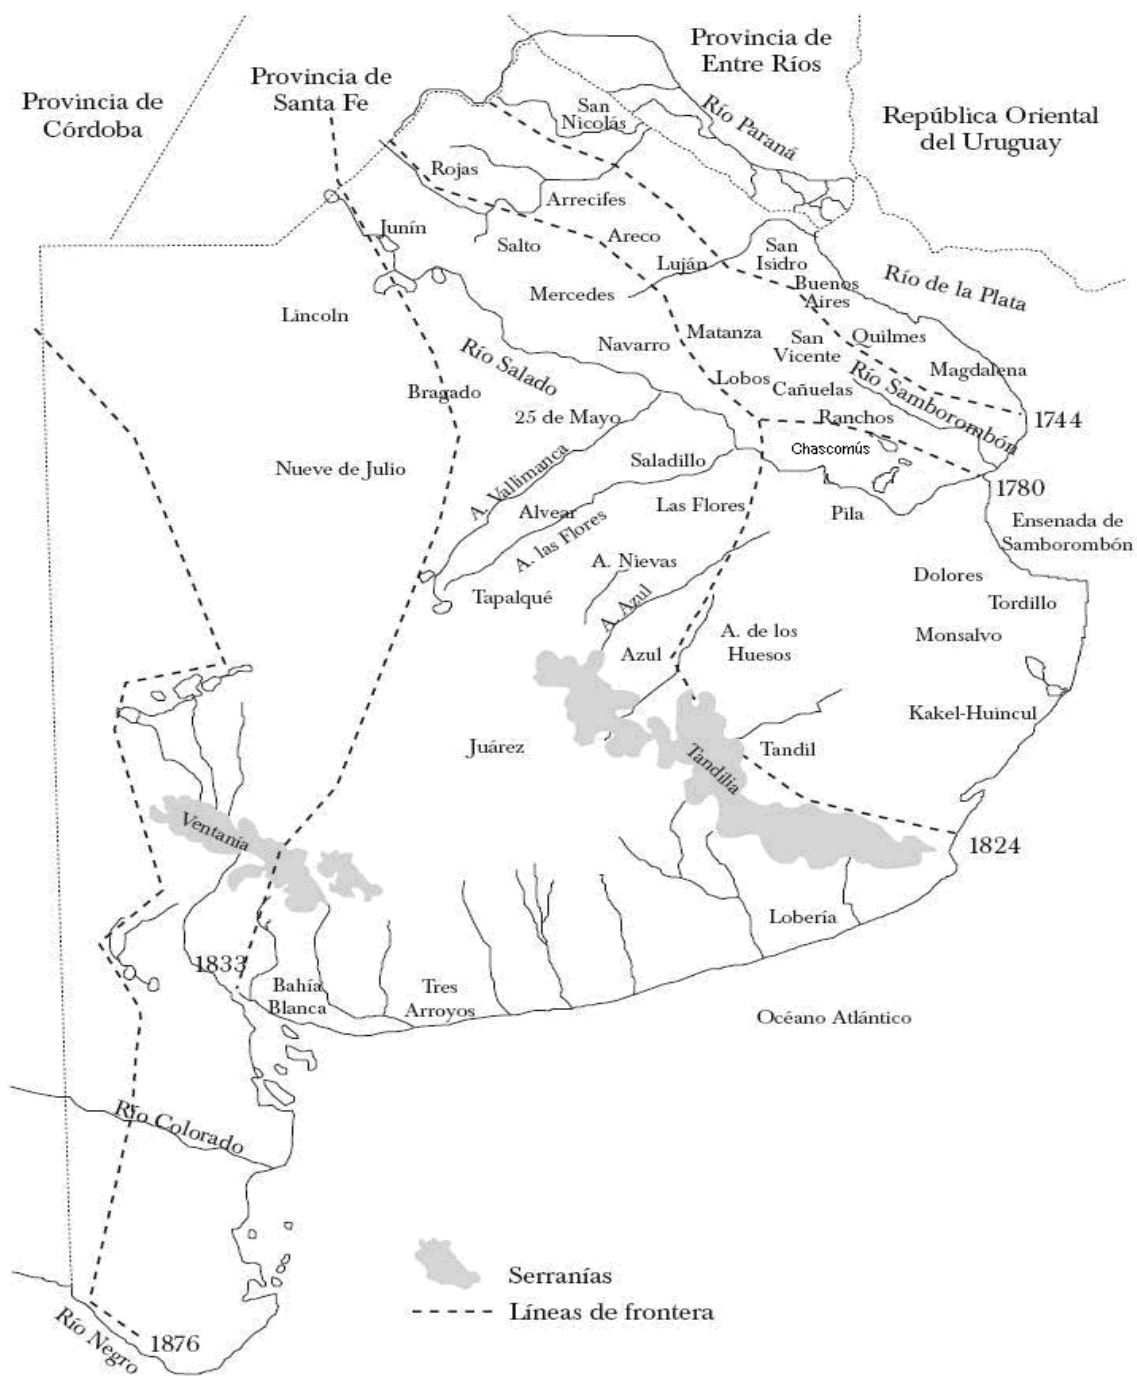 Provincia de
Entre Ríos
Provincia de
Santa Fe
Provincia de
Córdoba
República Oriental
del Uruguay
San
Nicolás
Río Paraná
Rojas
Arrecifes
Junín
Salto
Areco
Luján
San
Isidro
Buenos
Aires
Río de la Plata
Mercedes
Lincoln
Río Salado
Navarro
Matanza
San
Vicente
Quilmes
Magdalena
Lobos
Cañuelas
Río Samborombón
Bragado
25 de Mayo
Ranchos
1744
Chascomús
Nueve de Julio
A. Vallimanca
Saladillo
1780
Alvear
A. las Flores
Las Flores
Pila
Ensenada de
Samborombón
A. Nievas
Dolores
Tapalqué
A. Azul
Tordillo
Azul
A. de los
Huesos
Monsalvo
Kakel-Huincul
Juárez
Tandilia
Tandil
Ventanía
1824
Lobería
1833
Bahía
Blanca
Tres
Arroyos
Océano Atlántico
Río Colorado
Serranías
Líneas de frontera
Río Negro
1876